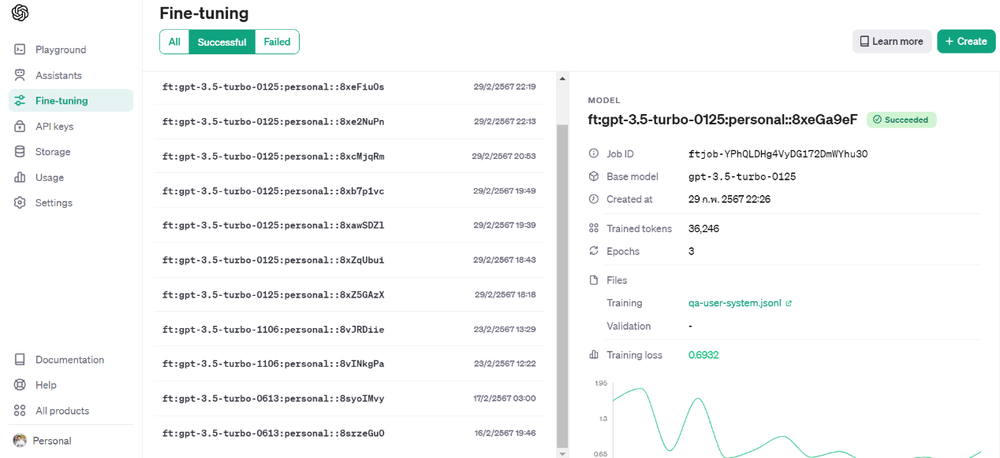 Fine-tuning
All
Successful
Failed
Learn more
+ Create
Playground
Assistants
Fine-tuning
API keys
Storage
Usage
Settings
Documentation
Help
All products
Personal
ft:gpt-3.5-turbo-0125:personal::8xeFiuOs 29/2/2567 22:19
ft:gpt-3.5-turbo-0125:personal::8xe2NuPn 29/2/2567 22:13
ft:gpt-3.5-turbo-0125:personal::8xcMjqRm 29/2/2567 20:53
ft:gpt-3.5-turbo-0125:personal::8xb7p1vc 29/2/2567 19:49
ft:gpt-3.5-turbo-0125:personal::8xawSDZl 29/2/2567 19:39
ft:gpt-3.5-turbo-0125:personal::8xZqUbui 29/2/2567 18:43
ft:gpt-3.5-turbo-0125:personal::8xZ5GAzX 29/2/2567 18:18
ft:gpt-3.5-turbo-1106:personal::8vJRDiie 23/2/2567 13:29
ft:gpt-3.5-turbo-1106:personal::8vINkgPa 23/2/2567 12:22
ft:gpt-3.5-turbo-0613:personal::8syoIMvy 17/2/2567 03:00
ft:gpt-3.5-turbo-0613:personal::8srzeGuO 16/2/2567 19:46
MODEL
ft:gpt-3.5-turbo-0125:personal::8xeGa9eF Succeeded
Job ID ftjob-YPhQLDHg4VyDG172DmWYhu3O
Base model gpt-3.5-turbo-0125
Created at 29 ก.พ. 2567 22:26
Trained tokens 36,246
Epochs 3
Files
Training qa-user-system.jsonl
Validation -
Training loss 0.6932
1.95
1.3
0.65